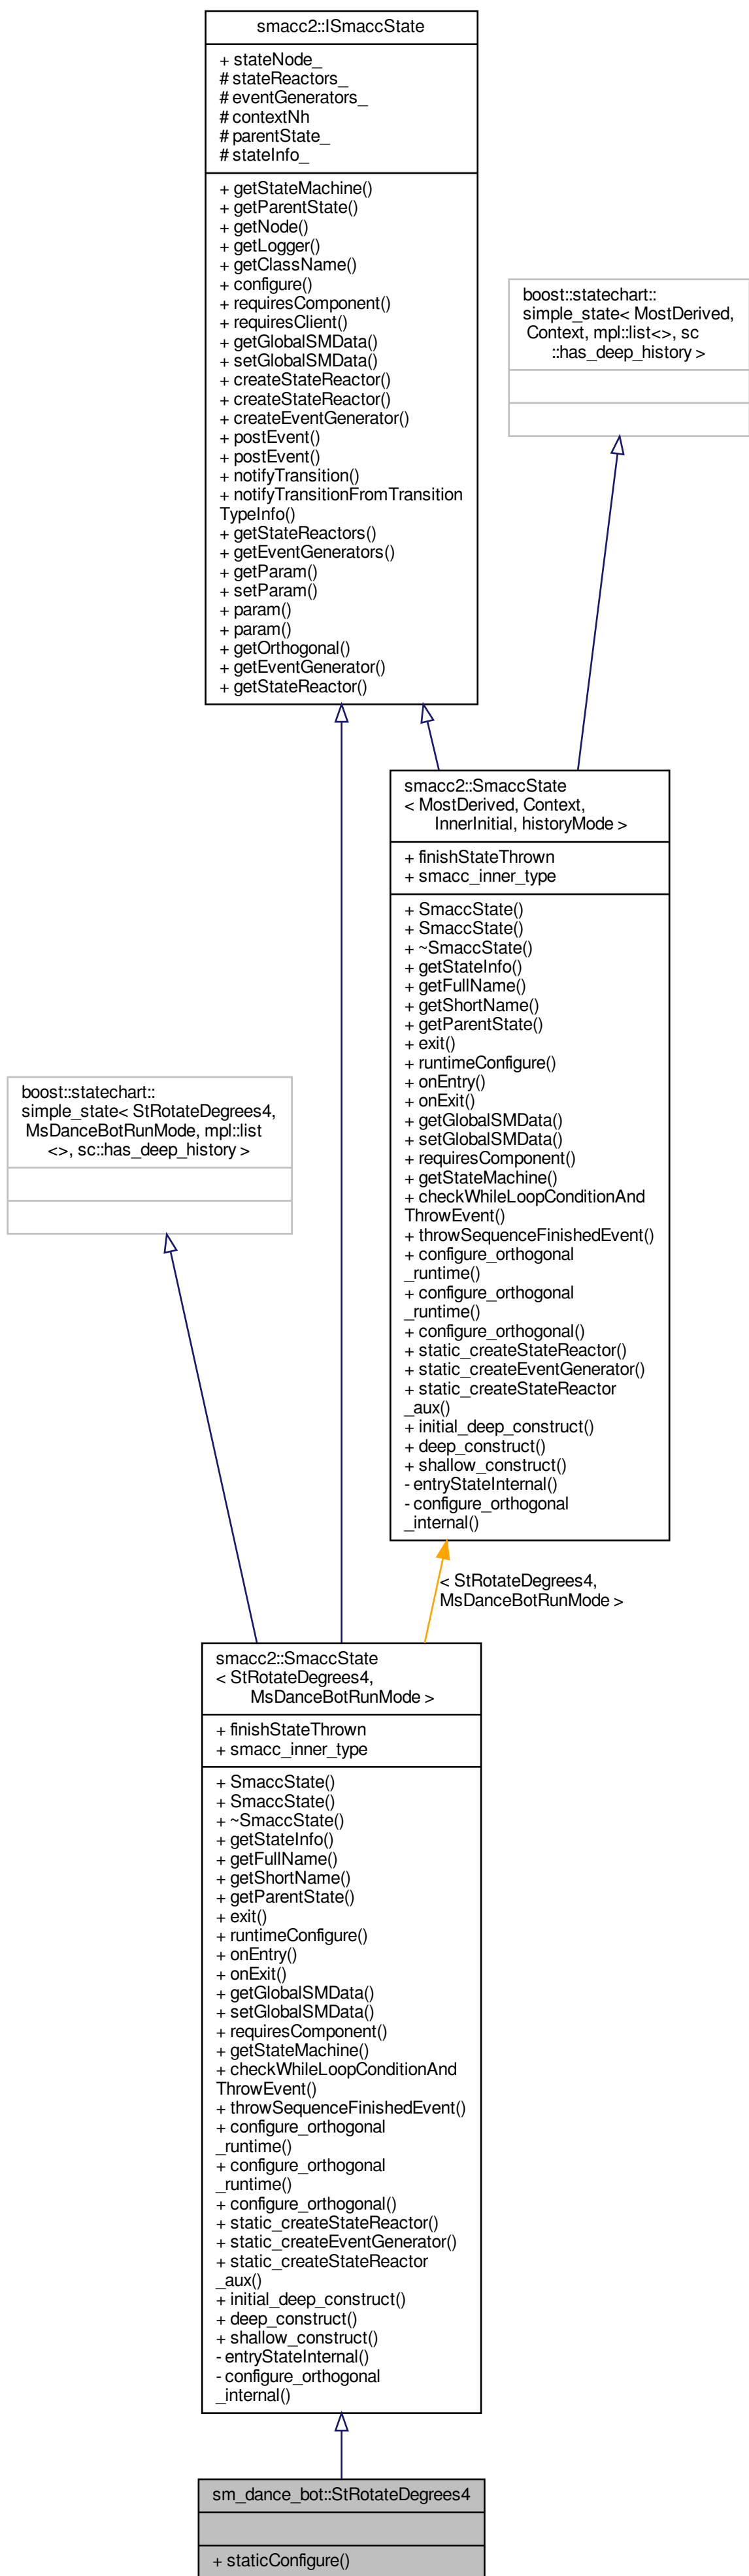 smacc2::ISmaccState
+ stateNode_
# stateReactors_
# eventGenerators_
# contextNh
# parentState_
# stateInfo_
+ getStateMachine()
+ getParentState()
+ getNode()
+ getLogger()
+ getClassName()
+ configure()
+ requiresComponent()
+ requiresClient()
+ getGlobalSMData()
+ setGlobalSMData()
+ createStateReactor()
+ createStateReactor()
+ createEventGenerator()
+ postEvent()
+ postEvent()
+ notifyTransition()
+ notifyTransitionFromTransition
TypeInfo()
+ getStateReactors()
+ getEventGenerators()
+ getParam()
+ setParam()
+ param()
+ param()
+ getOrthogonal()
+ getEventGenerator()
+ getStateReactor()
boost::statechart::
simple_state< MostDerived,
Context, mpl::list<>, sc
::has_deep_history >
smacc2::SmaccState
< MostDerived, Context,
InnerInitial, historyMode >
+ finishStateThrown
+ smacc_inner_type
+ SmaccState()
+ SmaccState()
+ ~SmaccState()
+ getStateInfo()
+ getFullName()
+ getShortName()
+ getParentState()
+ exit()
+ runtimeConfigure()
+ onEntry()
+ onExit()
+ getGlobalSMData()
+ setGlobalSMData()
+ requiresComponent()
+ getStateMachine()
+ checkWhileLoopConditionAnd
ThrowEvent()
+ throwSequenceFinishedEvent()
+ configure_orthogonal
_runtime()
+ configure_orthogonal
_runtime()
+ configure_orthogonal()
+ static_createStateReactor()
+ static_createEventGenerator()
+ static_createStateReactor
_aux()
+ initial_deep_construct()
+ deep_construct()
+ shallow_construct()
- entryStateInternal()
- configure_orthogonal
_internal()
boost::statechart::
simple_state< StRotateDegrees4,
MsDanceBotRunMode, mpl::list
<>, sc::has_deep_history >
< StRotateDegrees4,
MsDanceBotRunMode >
smacc2::SmaccState
< StRotateDegrees4,
MsDanceBotRunMode >
+ finishStateThrown
+ smacc_inner_type
+ SmaccState()
+ SmaccState()
+ ~SmaccState()
+ getStateInfo()
+ getFullName()
+ getShortName()
+ getParentState()
+ exit()
+ runtimeConfigure()
+ onEntry()
+ onExit()
+ getGlobalSMData()
+ setGlobalSMData()
+ requiresComponent()
+ getStateMachine()
+ checkWhileLoopConditionAnd
ThrowEvent()
+ throwSequenceFinishedEvent()
+ configure_orthogonal
_runtime()
+ configure_orthogonal
_runtime()
+ configure_orthogonal()
+ static_createStateReactor()
+ static_createEventGenerator()
+ static_createStateReactor
_aux()
+ initial_deep_construct()
+ deep_construct()
+ shallow_construct()
- entryStateInternal()
- configure_orthogonal
_internal()
sm_dance_bot::StRotateDegrees4
+ staticConfigure()